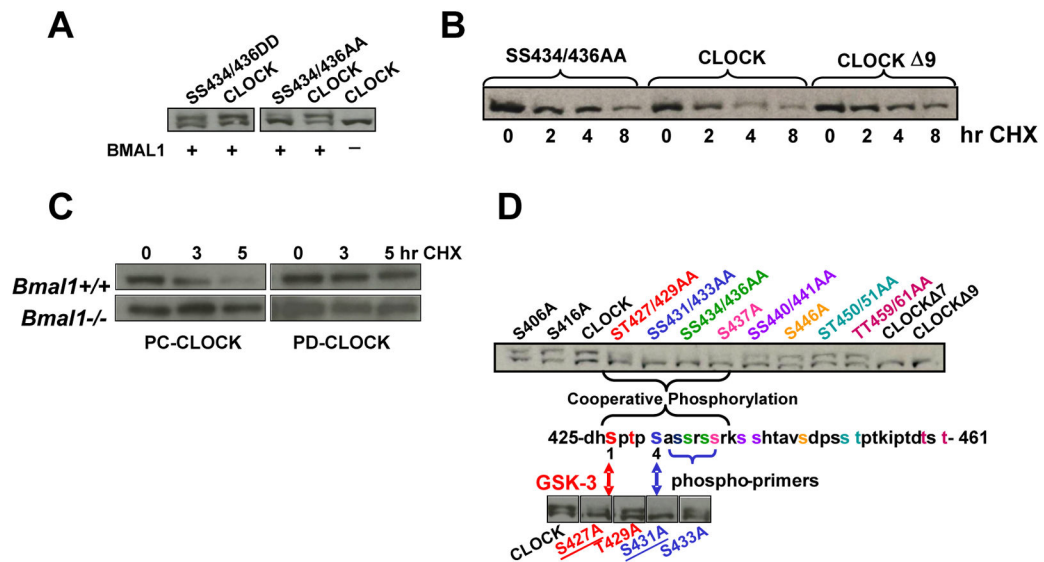 A
SS434/436DD
CLOCK
SS434/436AA
CLOCK
CLOCK
BMAL1 + + + + –
B
SS434/436AA CLOCK CLOCK Δ9
0 2 4 8 0 2 4 8 0 2 4 8 hr CHX
C
0 3 5 0 3 5 hr CHX
Bmal1+/+
Bmal1-/-
PC-CLOCK PD-CLOCK
D
S406A
S416A
CLOCK
ST427/429AA
SS431/433AA
SS434/436AA
S437A
SS440/441AA
S446A
ST450/51AA
TT459/61AA
CLOCKΔ7
CLOCKΔ9
Cooperative Phosphorylation
425-dhSptp Sassrssrks shtavsdpss tptkiptdts t- 461
1 4
GSK-3 phospho-primers
CLOCK
S427A
T429A
S431A
S433A